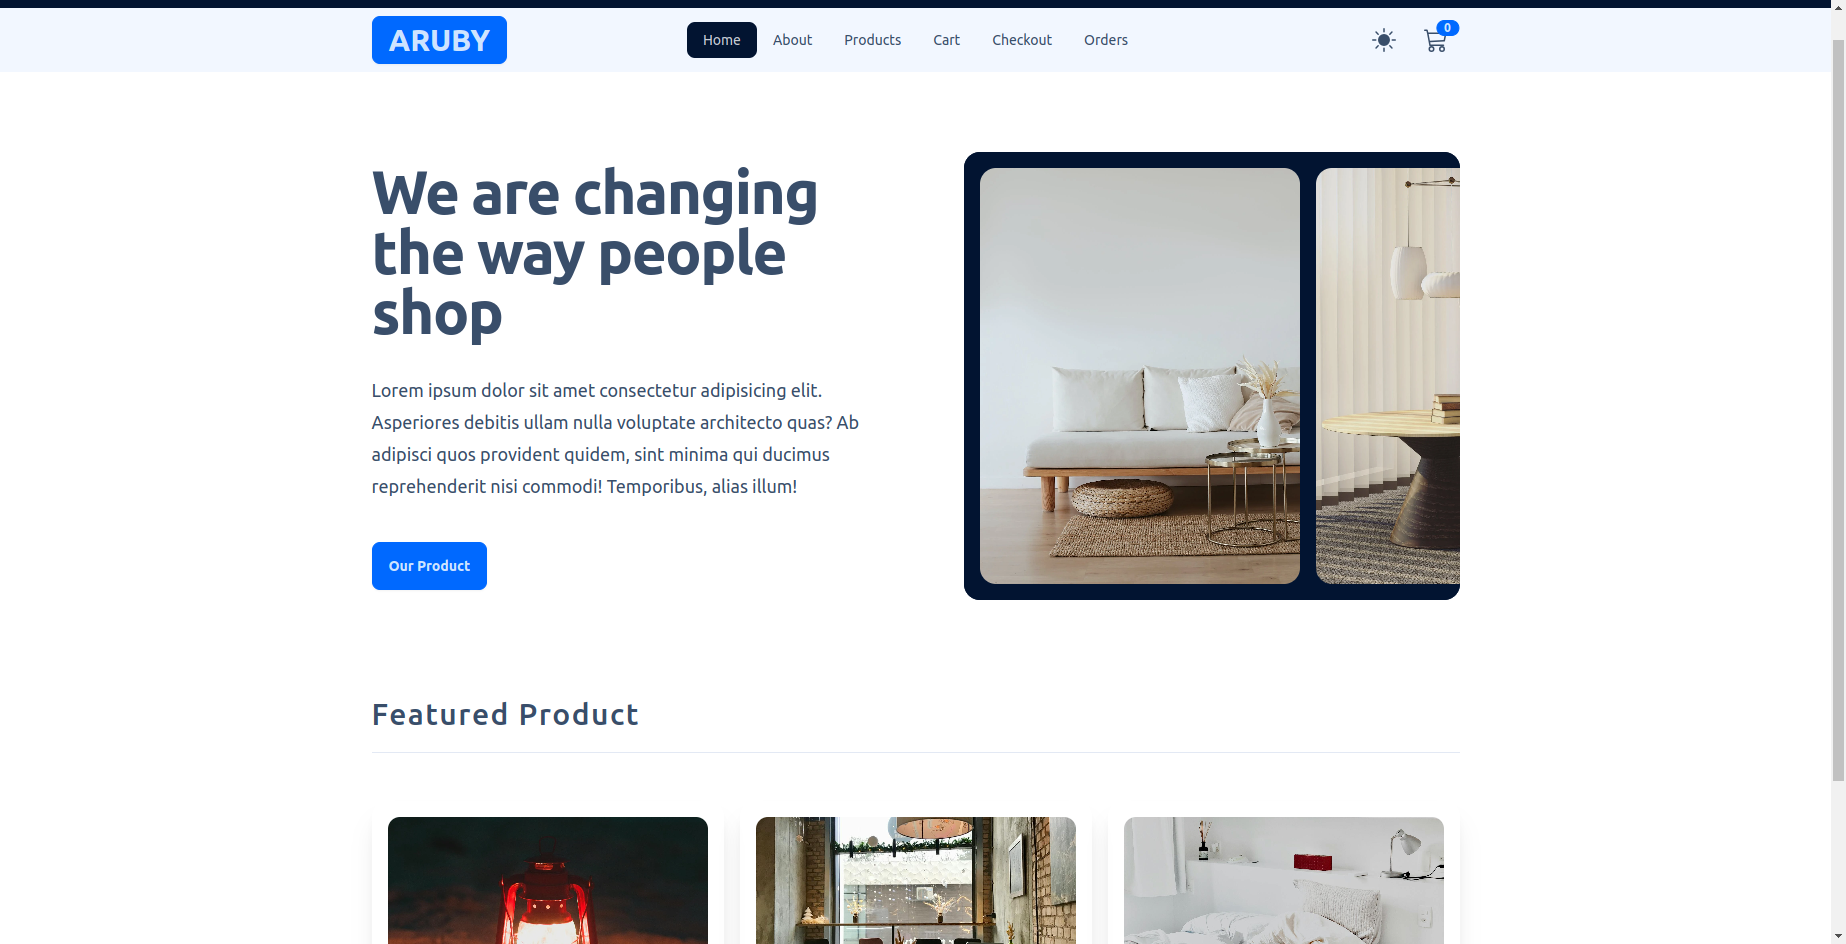 ARUBY
Home About Products Cart Checkout Orders
0
We are changing
the way people
shop
Lorem ipsum dolor sit amet consectetur adipisicing elit.
Asperiores debitis ullam nulla voluptate architecto quas? Ab
adipisci quos provident quidem, sint minima qui ducimus
reprehenderit nisi commodi! Temporibus, alias illum!
Our Product
Featured Product